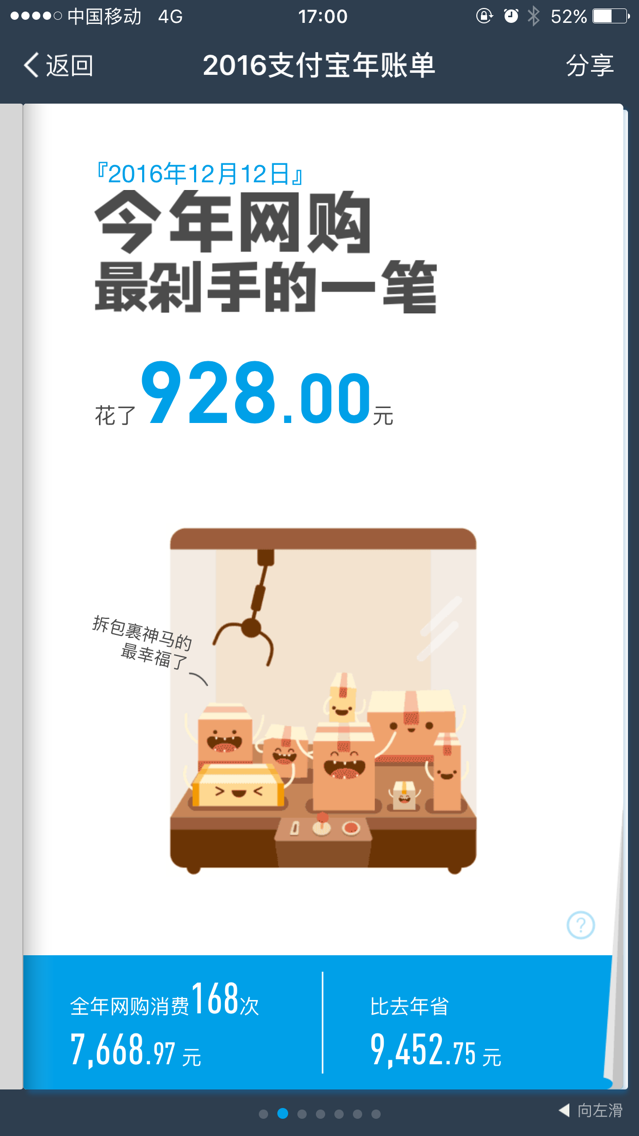 中国移动 4G 17:00 52%
返回 2016支付宝年账单 分享
『2016年12月12日』
今年网购
最剁手的一笔
花了928.00元
拆包裹神马的
最幸福了
?
全年网购消费168次
7,668.97 元
比去年省
9,452.75 元
向左滑